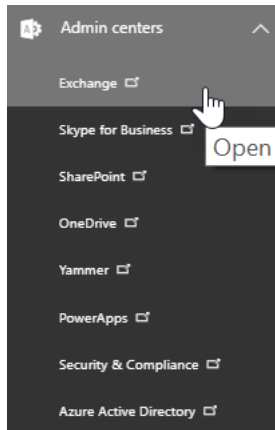 Admin centers
Exchange
Skype for Business
Open
SharePoint
OneDrive
Yammer
PowerApps
Security & Compliance
Azure Active Directory